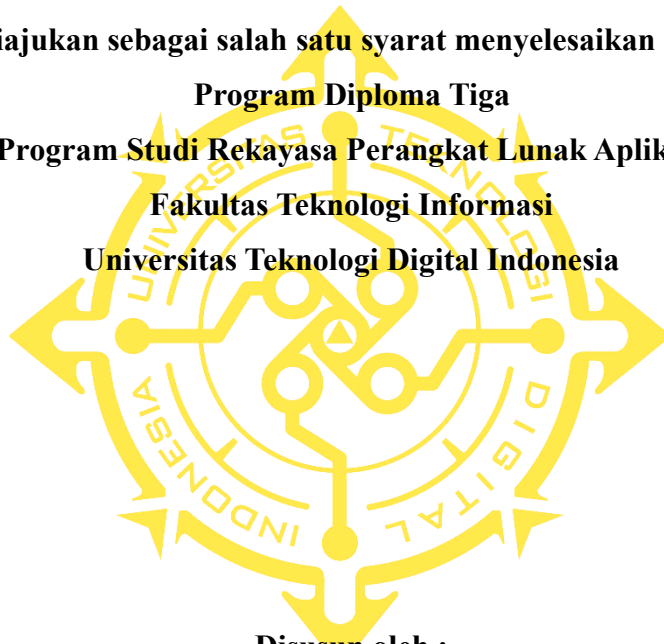 iajukan sebagai salah satu syarat menyelesaikan
Program Diploma Tiga
Program Studi Rekayasa Perangkat Lunak Aplik
Fakultas Teknologi Informasi
Universitas Teknologi Digital Indonesia
UNIVERSITAS TEKNOLOGI DIGITAL INDONESIA
Disusun oleh :